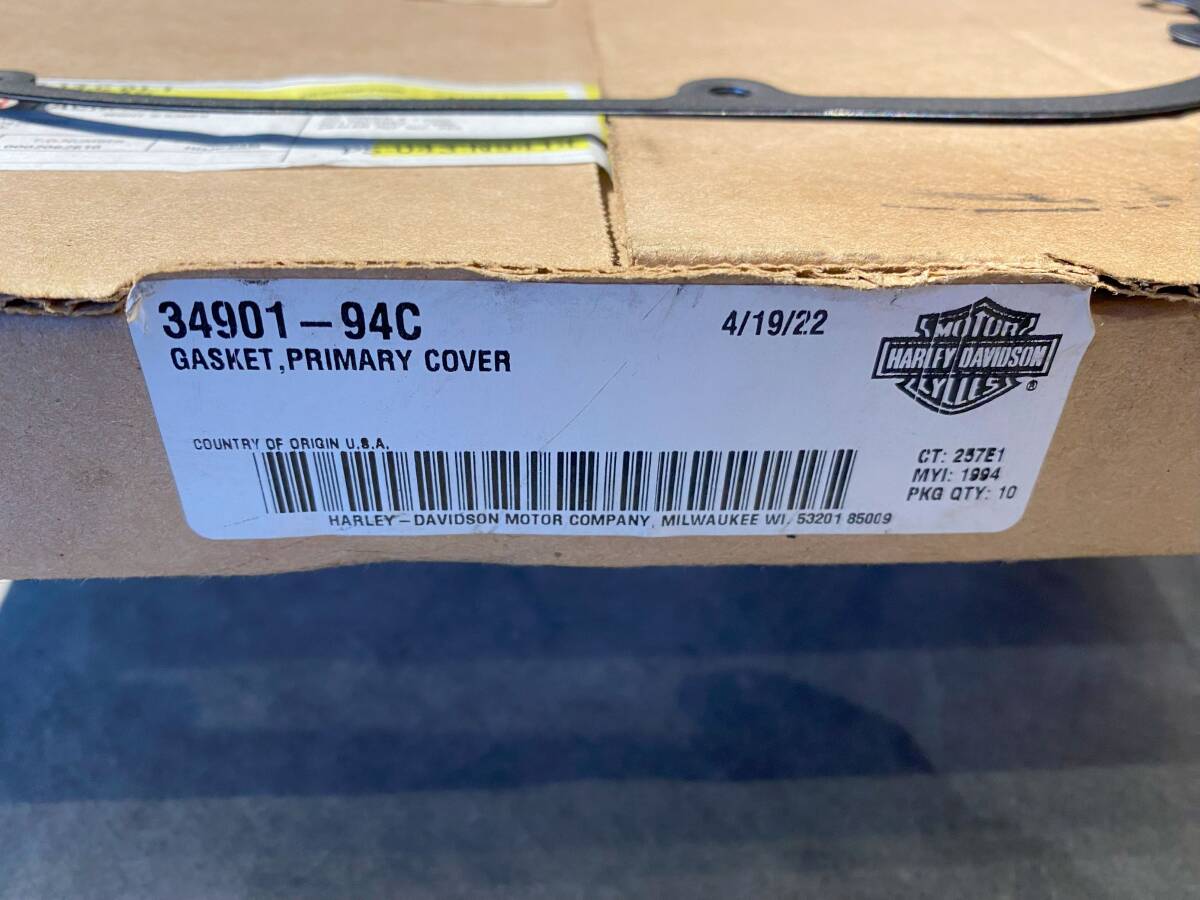 34901-94C
4/19/22
GASKET,PRIMARY COVER
MOTOR
HARLEY-DAVIDSON
CYCLES
®
COUNTRY OF ORIGIN U.S.A.
CT: 257E1
MYI: 1994
PKG QTY: 10
HARLEY-DAVIDSON MOTOR COMPANY, MILWAUKEE WI. 53201 85009